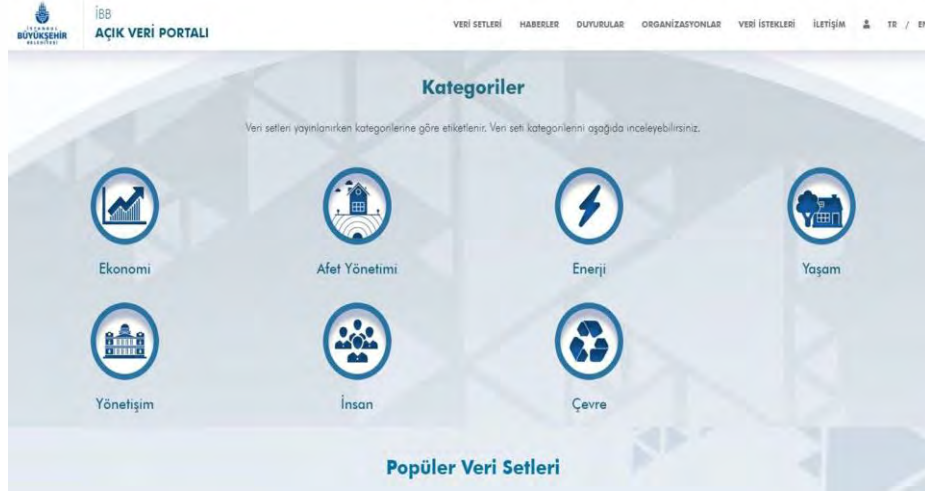 İSTANBUL
BÜYÜKŞEHİR
BELEDİYESİ
İBB
AÇIK VERİ PORTALI
VERİ SETLERİ HABERLER DUYURULAR ORGANİZASYONLAR VERİ İSTEKLERİ İLETİŞİM TR / EN
Kategoriler
Veri setleri yayınlanırken kategorilerine göre etiketlenir. Veri seti kategorilerini aşağıda inceleyebilirsiniz.
Ekonomi Afet Yönetimi Enerji Yaşam
Yönetişim İnsan Çevre
Popüler Veri Setleri